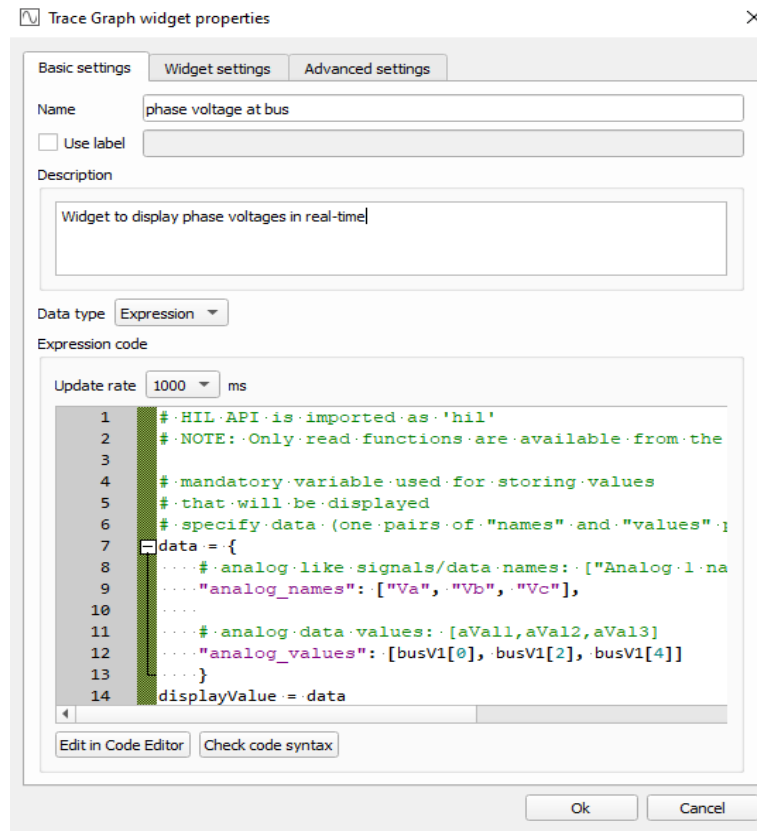 Trace Graph widget properties
Basic settings Widget settings Advanced settings
Name phase voltage at bus
Use label
Description
Widget to display phase voltages in real-time
Data type Expression
Expression code
Update rate 1000 ms
1 # HIL API is imported as 'hil'
2 # NOTE: Only read functions are available from the
3
4 # mandatory variable used for storing values
5 # that will be displayed
6 # specify data (one pairs of "names" and "values"
7 data = {
8 # analog like signals/data names: ["Analog 1 na
9 "analog_names": ["Va", "Vb", "Vc"],
10
11 # analog data values: [aVal1,aVal2,aVal3]
12 "analog_values": [busV1[0], busV1[2], busV1[4]]
13 }
14 displayValue = data
Edit in Code Editor Check code syntax
Ok Cancel